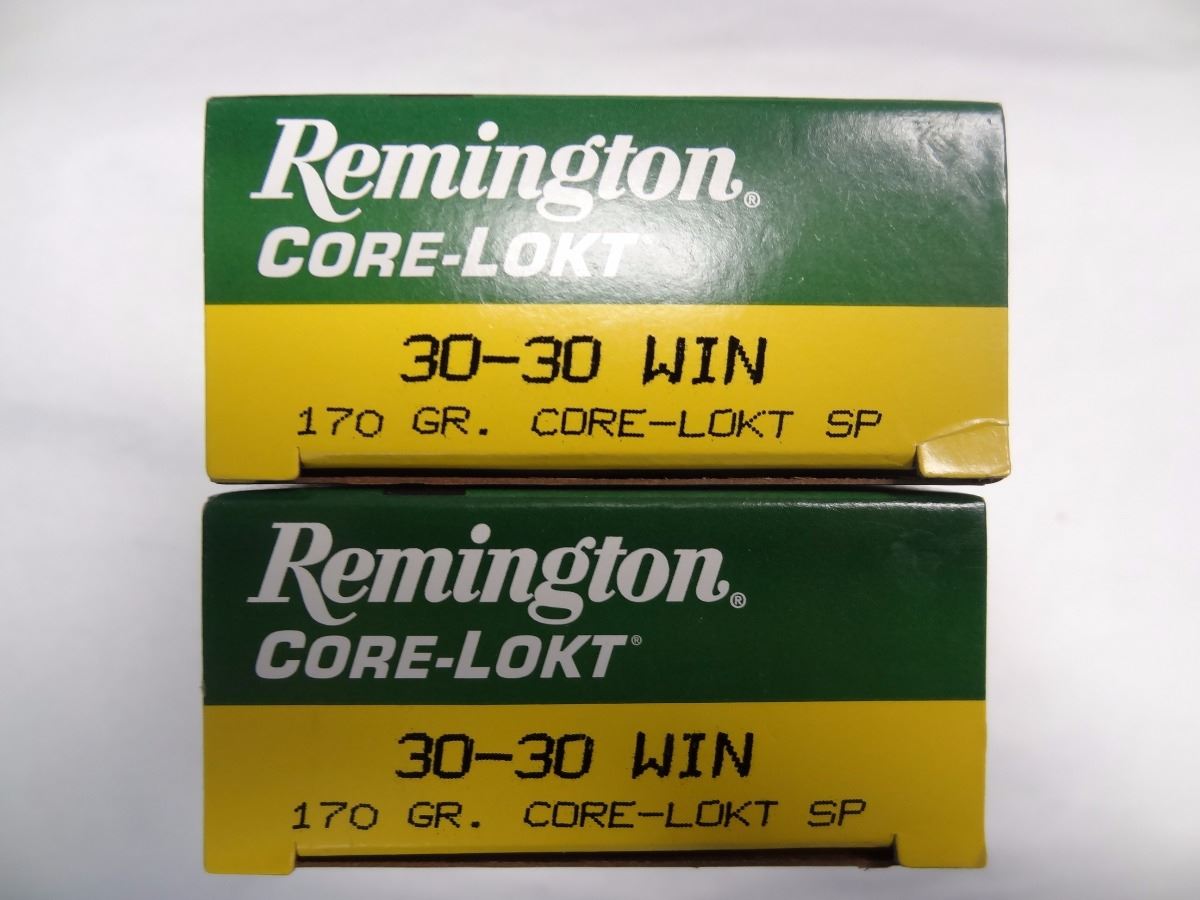 Remington®
CORE-LOKT
30-30 WIN
170 GR. CORE-LOKT SP
Remington®
CORE-LOKT®
30-30 WIN
170 GR. CORE-LOKT SP